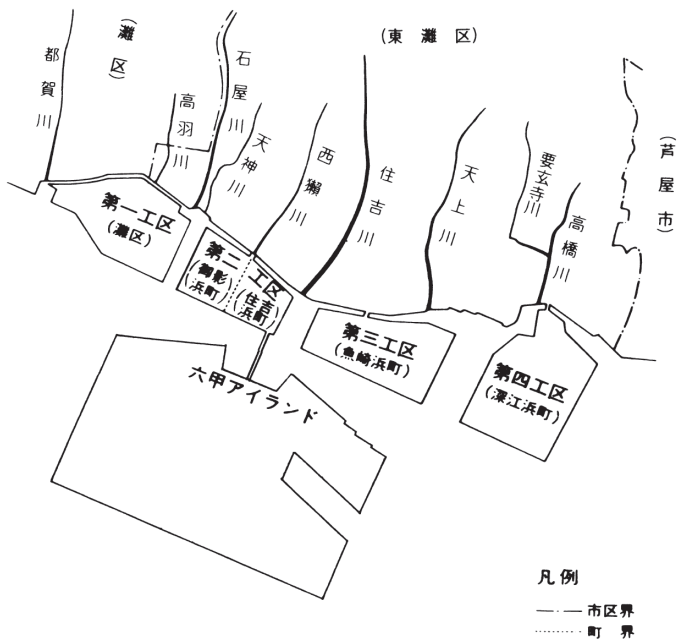 (東灘区)
(灘区)
都賀川
高羽川
石屋川
天神川
西獺川
住吉川
天上川
要玄寺川
高橋川
(芦屋市)
第一工区
(灘区)
第二工区
(御影浜町)
(住吉浜町)
第三工区
(魚崎浜町)
第四工区
(深江浜町)
六甲アイランド
凡例
市区界
町界